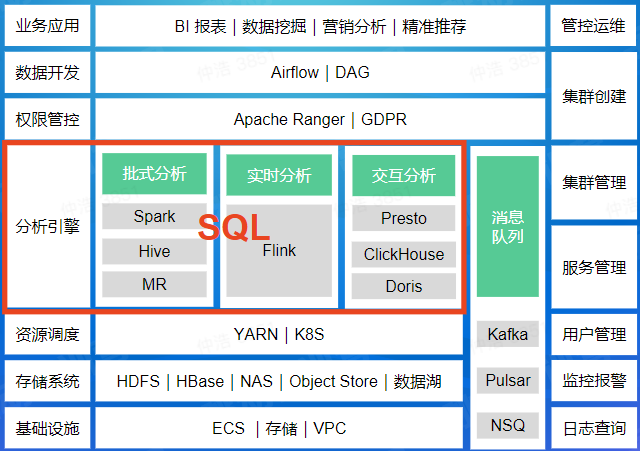 业务应用
BI 报表｜数据挖掘｜营销分析｜精准推荐
管控运维
数据开发
Airflow｜DAG
集群创建
权限管控
Apache Ranger｜GDPR
分析引擎
批式分析
Spark
Hive
MR
实时分析
Flink
SQL
交互分析
Presto
ClickHouse
Doris
消息
队列
Kafka
Pulsar
NSQ
集群管理
服务管理
资源调度
YARN｜K8S
用户管理
存储系统
HDFS｜HBase｜NAS｜Object Store｜数据湖
监控报警
基础设施
ECS ｜存储｜VPC
日志查询